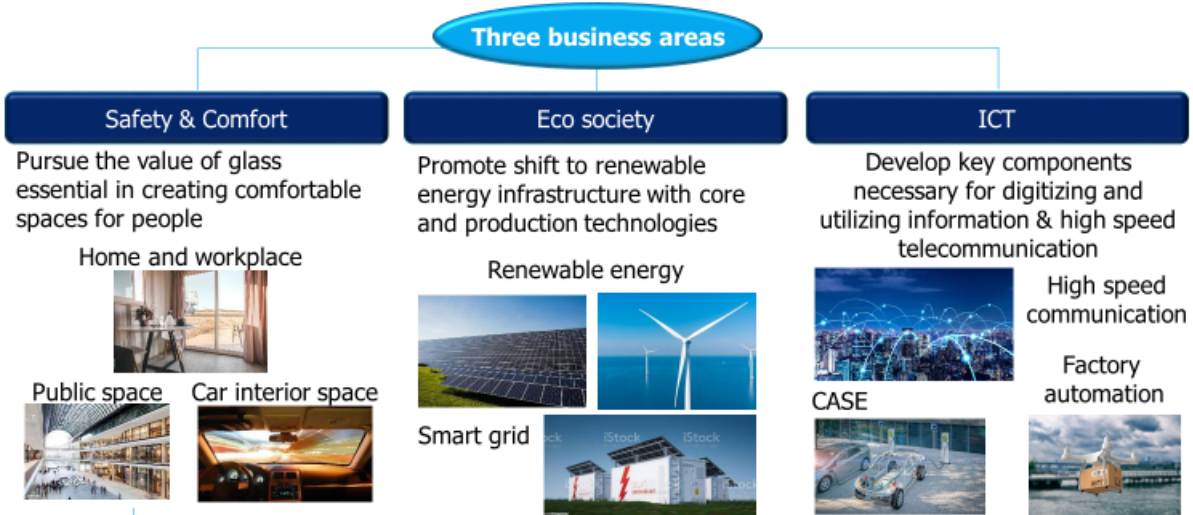 Three business areas
Safety & Comfort
Pursue the value of glass
essential in creating comfortable
spaces for people
Home and workplace
Public space
Car interior space
Eco society
Promote shift to renewable
energy infrastructure with core
and production technologies
Renewable energy
Smart grid
iStock
iStock
iStock
ICT
Develop key components
necessary for digitizing and
utilizing information & high speed
telecommunication
High speed
communication
Factory
automation
CASE